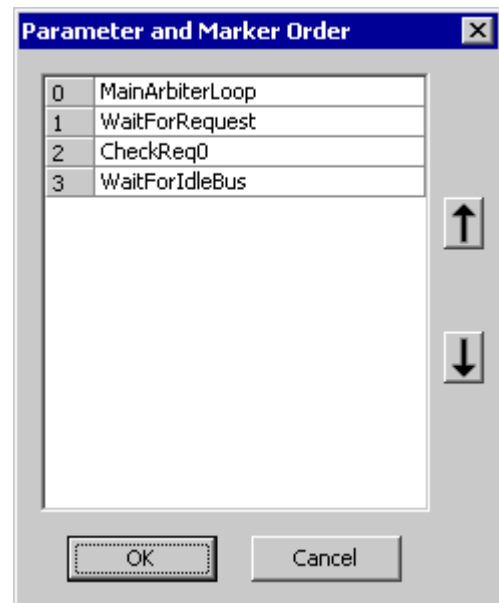 Parameter and Marker Order
0 MainArbiterLoop
1 WaitForRequest
2 CheckReq0
3 WaitForIdleBus
OK Cancel